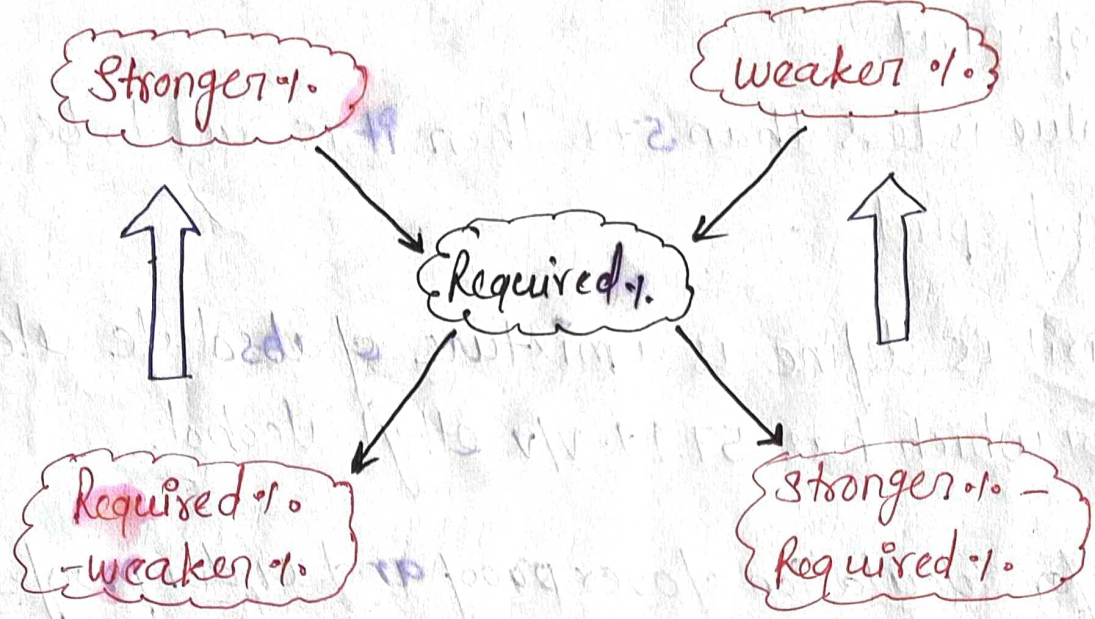 Stronger %.
weaker %.
Required %.
Required %.
-weaker %.
Stronger % -
Required %.